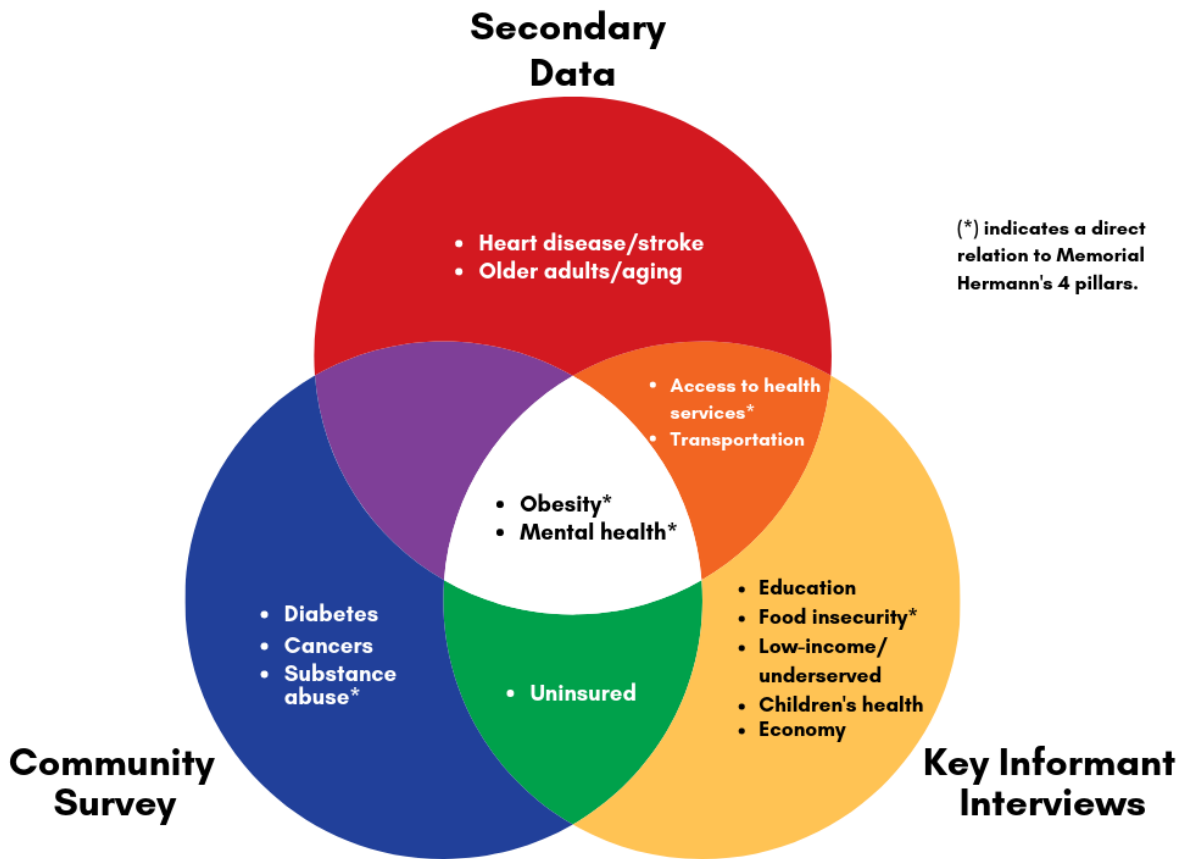 Secondary
Data
(*) indicates a direct
relation to Memorial
Hermann's 4 pillars.
• Heart disease/stroke
• Older adults/aging
• Access to health
services*
• Transportation
• Obesity*
• Mental health*
• Diabetes
• Cancers
• Substance
abuse*
• Uninsured
• Education
• Food insecurity*
• Low-income/
underserved
• Children's health
• Economy
Community
Survey
Key Informant
Interviews